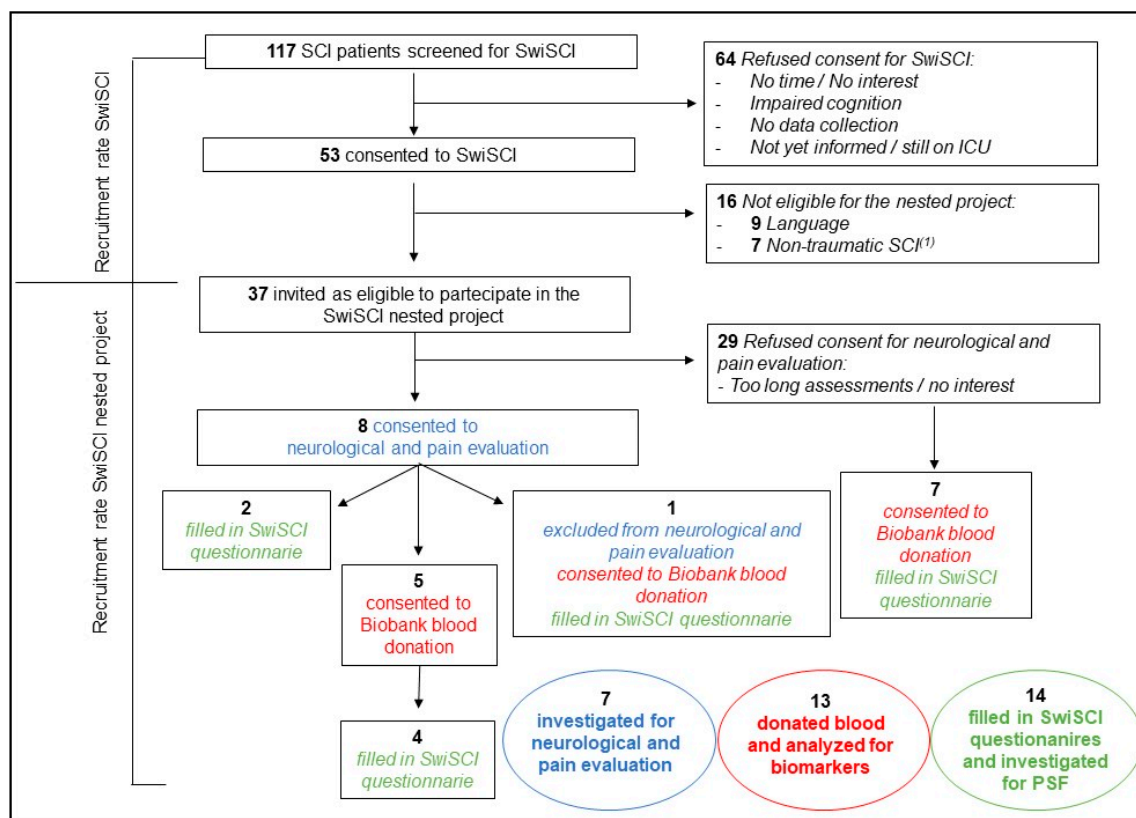 Recruitment rate SwiSCI
117 SCI patients screened for SwiSCI
64 Refused consent for SwiSCI:
- No time / No interest
- Impaired cognition
- No data collection
- Not yet informed / still on ICU
53 consented to SwiSCI
16 Not eligible for the nested project:
- 9 Language
- 7 Non-traumatic SCI(1)
Recruitment rate SwiSCI nested project
37 invited as eligible to partecipate in the
SwiSCI nested project
29 Refused consent for neurological and
pain evaluation:
- Too long assessments / no interest
8 consented to
neurological and pain evaluation
2
filled in SwiSCI
questionnarie
5
consented to
Biobank blood
donation
1
excluded from neurological and
pain evaluation
consented to Biobank blood
donation
filled in SwiSCI questionnarie
7
consented to
Biobank blood
donation
filled in SwiSCI
questionnarie
4
filled in SwiSCI
questionnarie
7
investigated for
neurological and
pain evaluation
13
donated blood
and analyzed for
biomarkers
14
filled in SwiSCI
questionanires
and investigated
for PSF